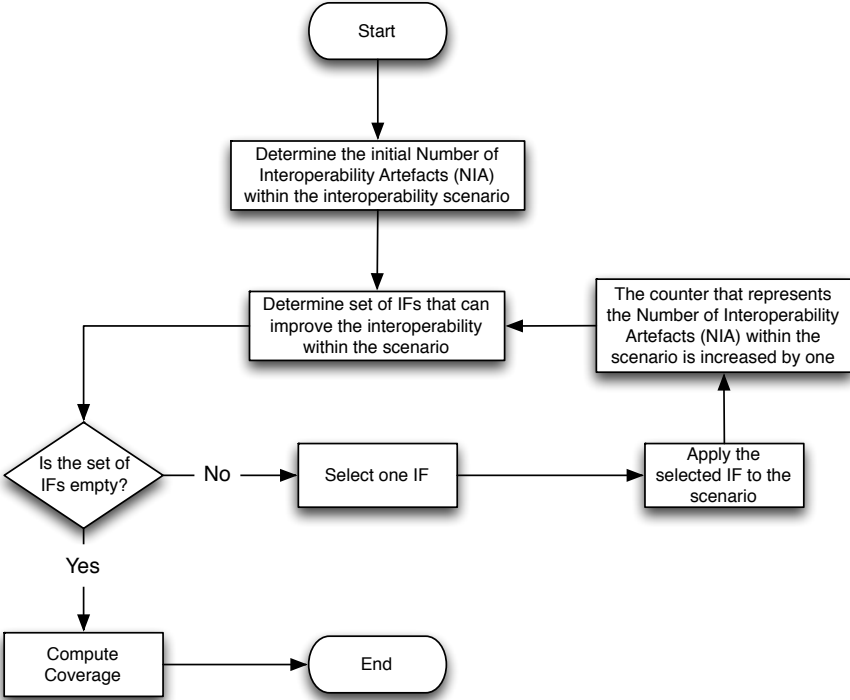 Start
Determine the initial Number of
Interoperability Artefacts (NIA)
within the interoperability scenario
Determine set of IFs that can
improve the interoperability
within the scenario
The counter that represents
the Number of Interoperability
Artefacts (NIA) within the
scenario is increased by one
Is the set of
IFs empty?
No
Select one IF
Apply the
selected IF to the
scenario
Yes
Compute
Coverage
End